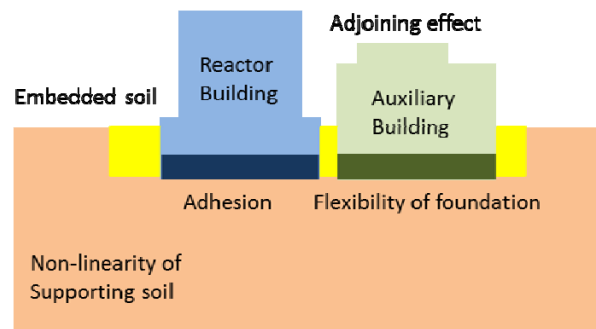 Adjoining effect
Reactor
Building
Embedded soil
Auxiliary
Building
Adhesion
Flexibility of foundation
Non-linearity of
Supporting soil